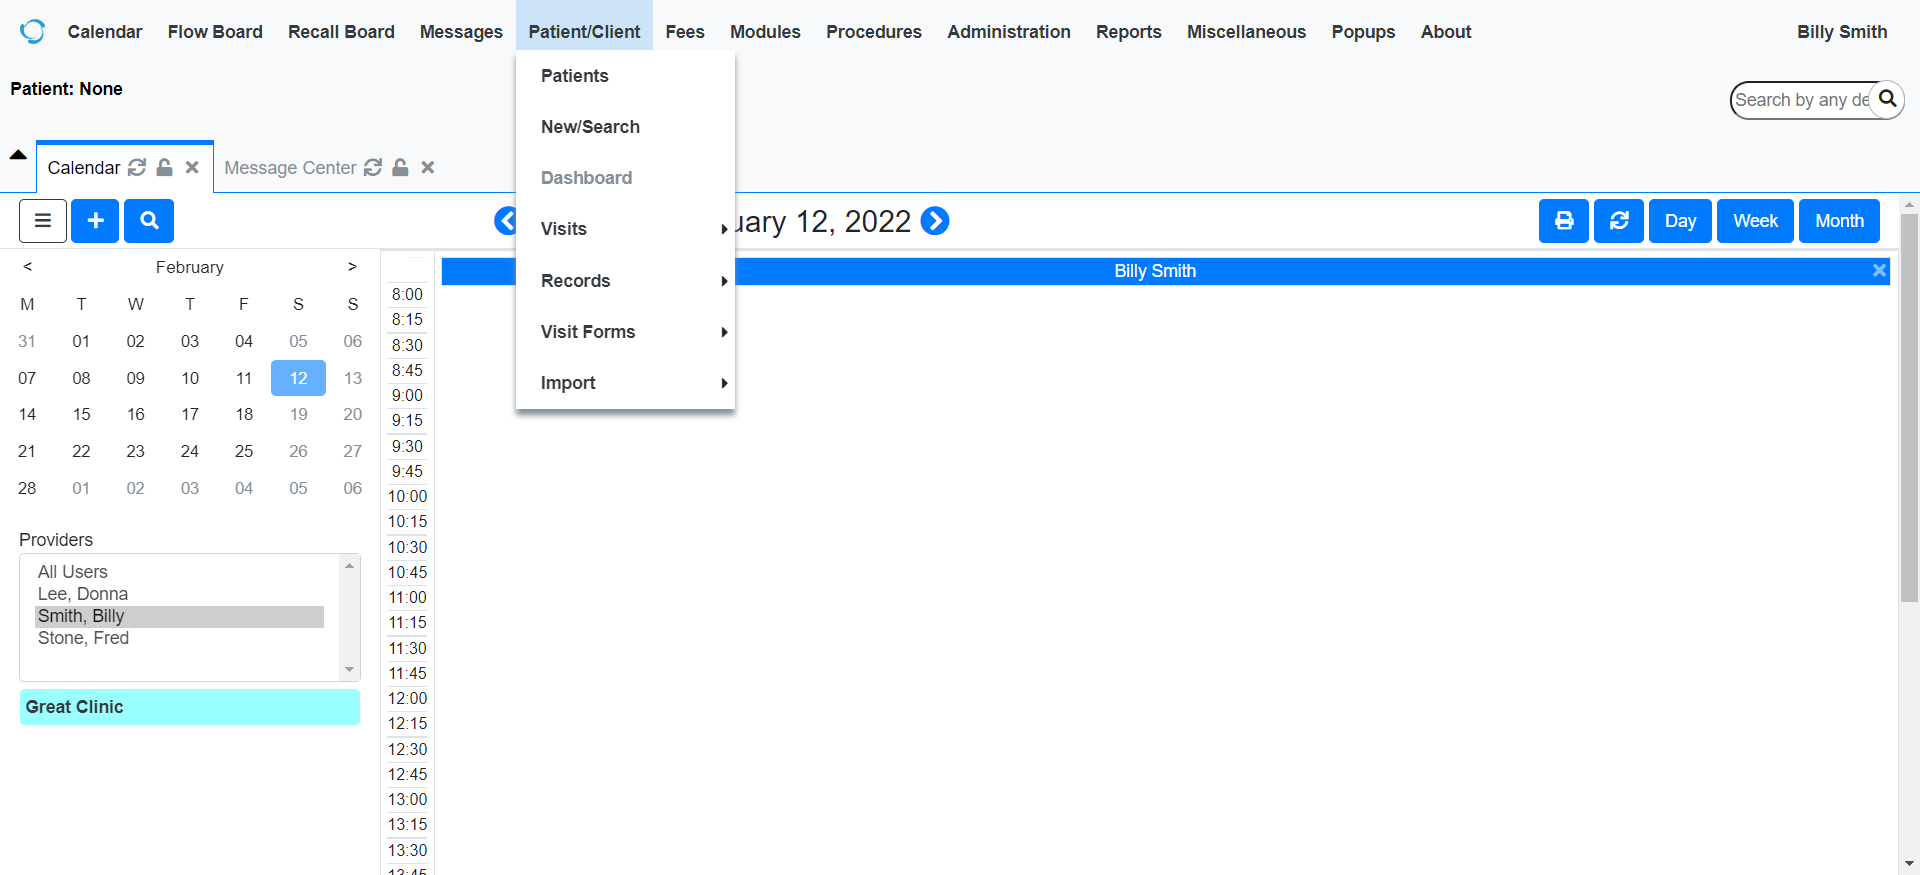 Calendar Flow Board Recall Board Messages Patient/Client Fees Modules Procedures Administration Reports Miscellaneous Popups About Billy Smith
Patient: None
Search by any de
Patients
New/Search
Dashboard
Visits
Records
Visit Forms
Import
Calendar Message Center
uary 12, 2022
Day Week Month
< February >
M T W T F S S
31 01 02 03 04 05 06
07 08 09 10 11 12 13
14 15 16 17 18 19 20
21 22 23 24 25 26 27
28 01 02 03 04 05 06
Providers
All Users
Lee, Donna
Smith, Billy
Stone, Fred
Great Clinic
Billy Smith
8:00
8:15
8:30
8:45
9:00
9:15
9:30
9:45
10:00
10:15
10:30
10:45
11:00
11:15
11:30
11:45
12:00
12:15
12:30
12:45
13:00
13:15
13:30
13:45